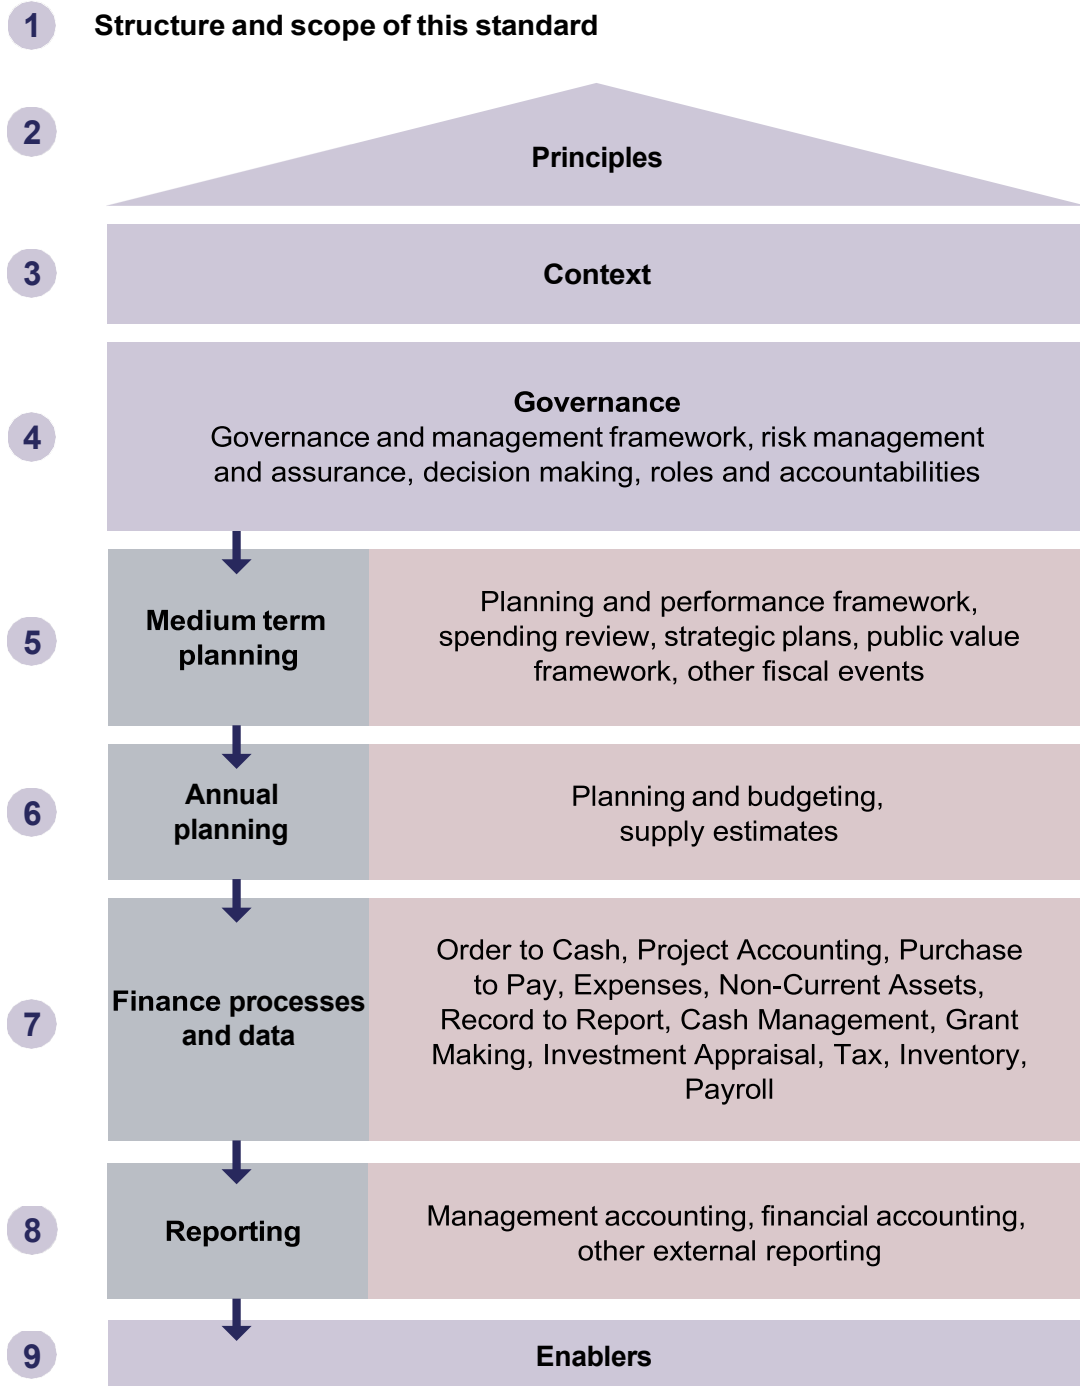 1 Structure and scope of this standard
2
Principles
3
Context
4
Governance
Governance and management framework, risk management
and assurance, decision making, roles and accountabilities
5
Medium term
planning
Planning and performance framework,
spending review, strategic plans, public value
framework, other fiscal events
6
Annual
planning
Planning and budgeting,
supply estimates
7
Finance processes
and data
Order to Cash, Project Accounting, Purchase
to Pay, Expenses, Non-Current Assets,
Record to Report, Cash Management, Grant
Making, Investment Appraisal, Tax, Inventory,
Payroll
8
Reporting
Management accounting, financial accounting,
other external reporting
9
Enablers